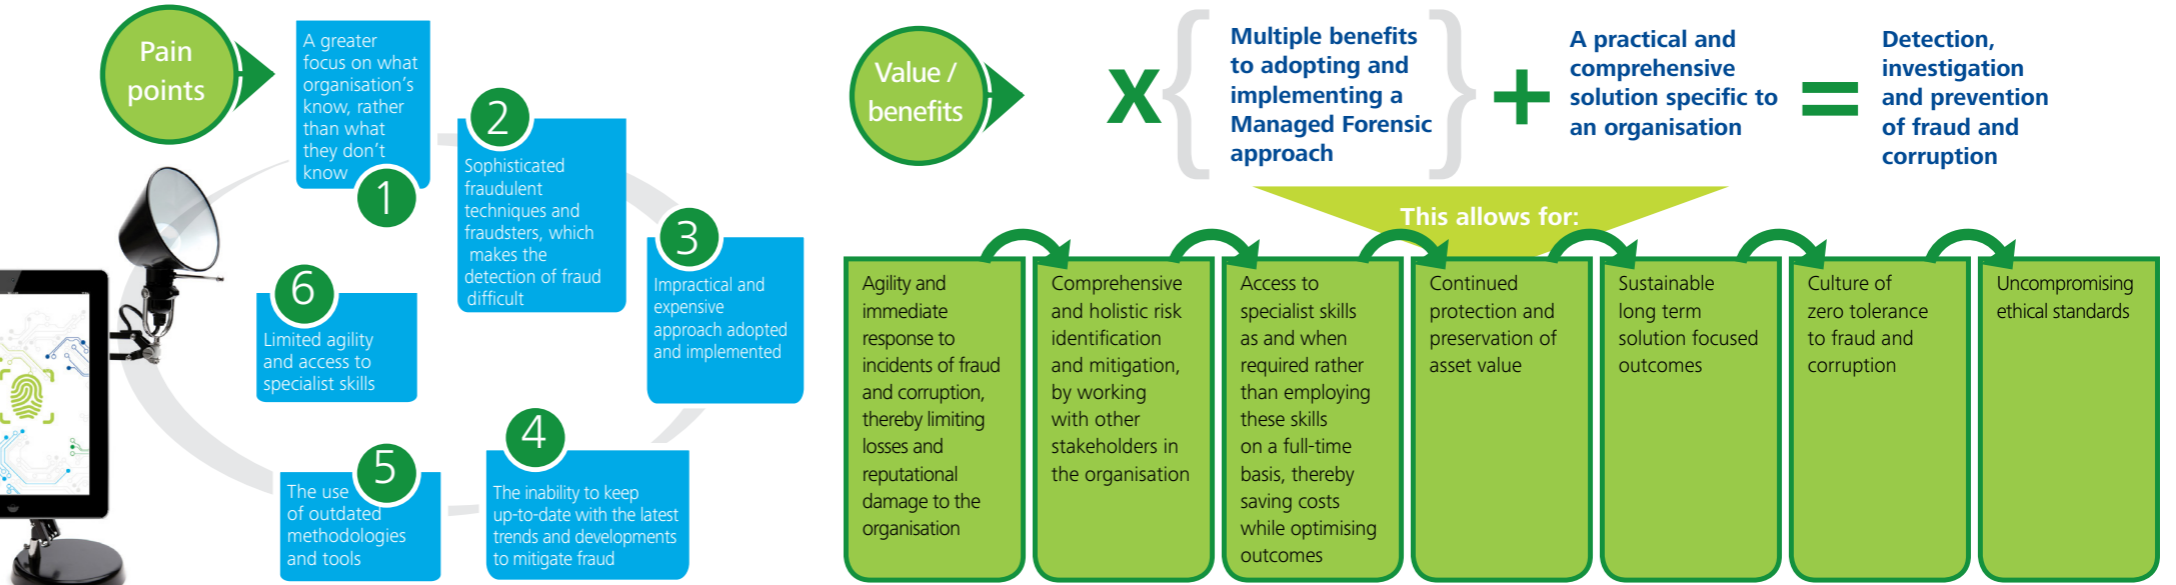 Pain
points
A greater
focus on what
organisation's
know, rather
than what
they don't
know
1
2
Sophisticated
fraudulent
techniques and
fraudsters, which
makes the
detection of fraud
difficult
3
Impractical and
expensive
approach adopted
and implemented
4
The inability to keep
up-to-date with the latest
trends and developments
to mitigate fraud
5
The use
of outdated
methodologies
and tools
6
Limited agility
and access to
specialist skills
Value /
benefits
x
{
Multiple benefits
to adopting and
implementing a
Managed Forensic
approach
}
+
A practical and
comprehensive
solution specific to
an organisation
=
Detection,
investigation
and prevention
of fraud and
corruption
This allows for:
Agility and
immediate
response to
incidents of fraud
and corruption,
thereby limiting
losses and
reputational
damage to the
organisation
Comprehensive
and holistic risk
identification
and mitigation,
by working
with other
stakeholders in
the organisation
Access to
specialist skills
as and when
required rather
than employing
these skills
on a full-time
basis, thereby
saving costs
while optimising
outcomes
Continued
protection and
preservation of
asset value
Sustainable
long term
solution focused
outcomes
Culture of
zero tolerance
to fraud and
corruption
Uncompromising
ethical standards